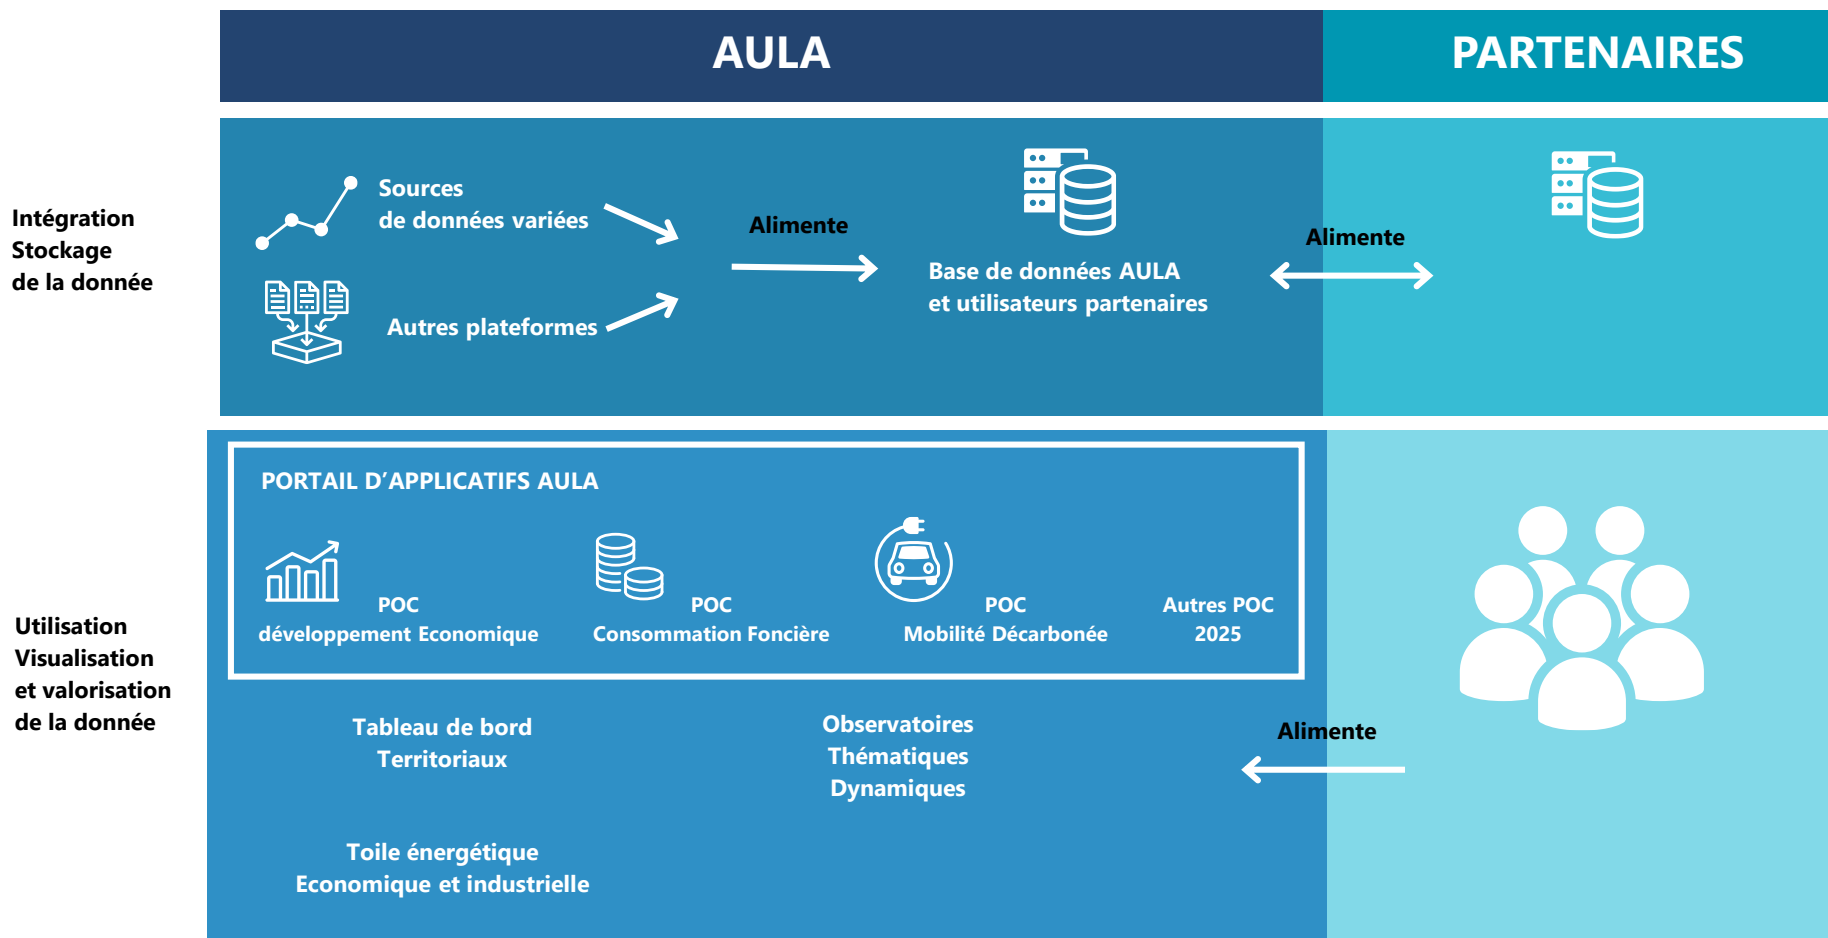 AULA
PARTENAIRES
Intégration
Stockage
de la donnée
Sources
de données variées
Autres plateformes
Alimente
Base de données AULA
et utilisateurs partenaires
Alimente
Utilisation
Visualisation
et valorisation
de la donnée
PORTAIL D'APPLICATIFS AULA
POC
développement Economique
POC
Consommation Foncière
POC
Mobilité Décarbonée
Autres POC
2025
Tableau de bord
Territoriaux
Observatoires
Thématiques
Dynamiques
Toile énergétique
Economique et industrielle
Alimente